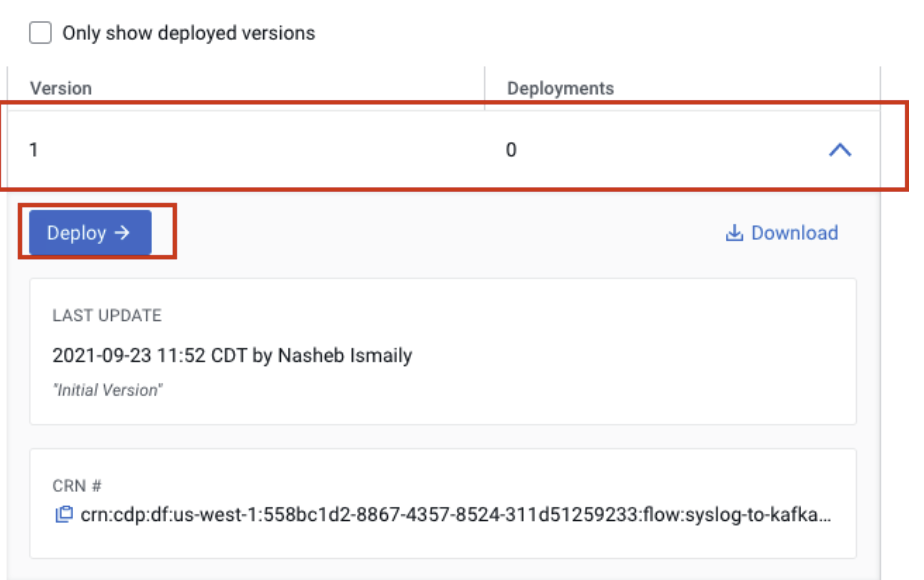 Only show deployed versions
Version Deployments
1 0
Deploy →
Download
LAST UPDATE
2021-09-23 11:52 CDT by Nasheb Ismaily
"Initial Version"
CRN #
crn:cdp:df:us-west-1:558bc1d2-8867-4357-8524-311d51259233:flow:syslog-to-kafka...